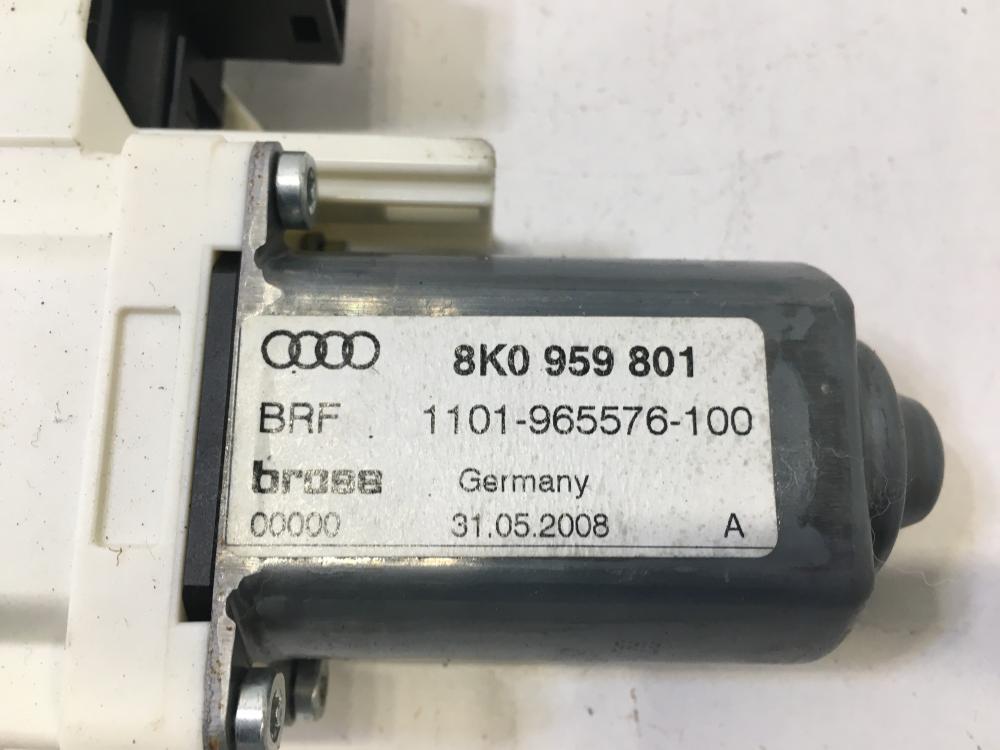 8K0 959 801
BRF 1101-965576-100
brose Germany
00000 31.05.2008 A